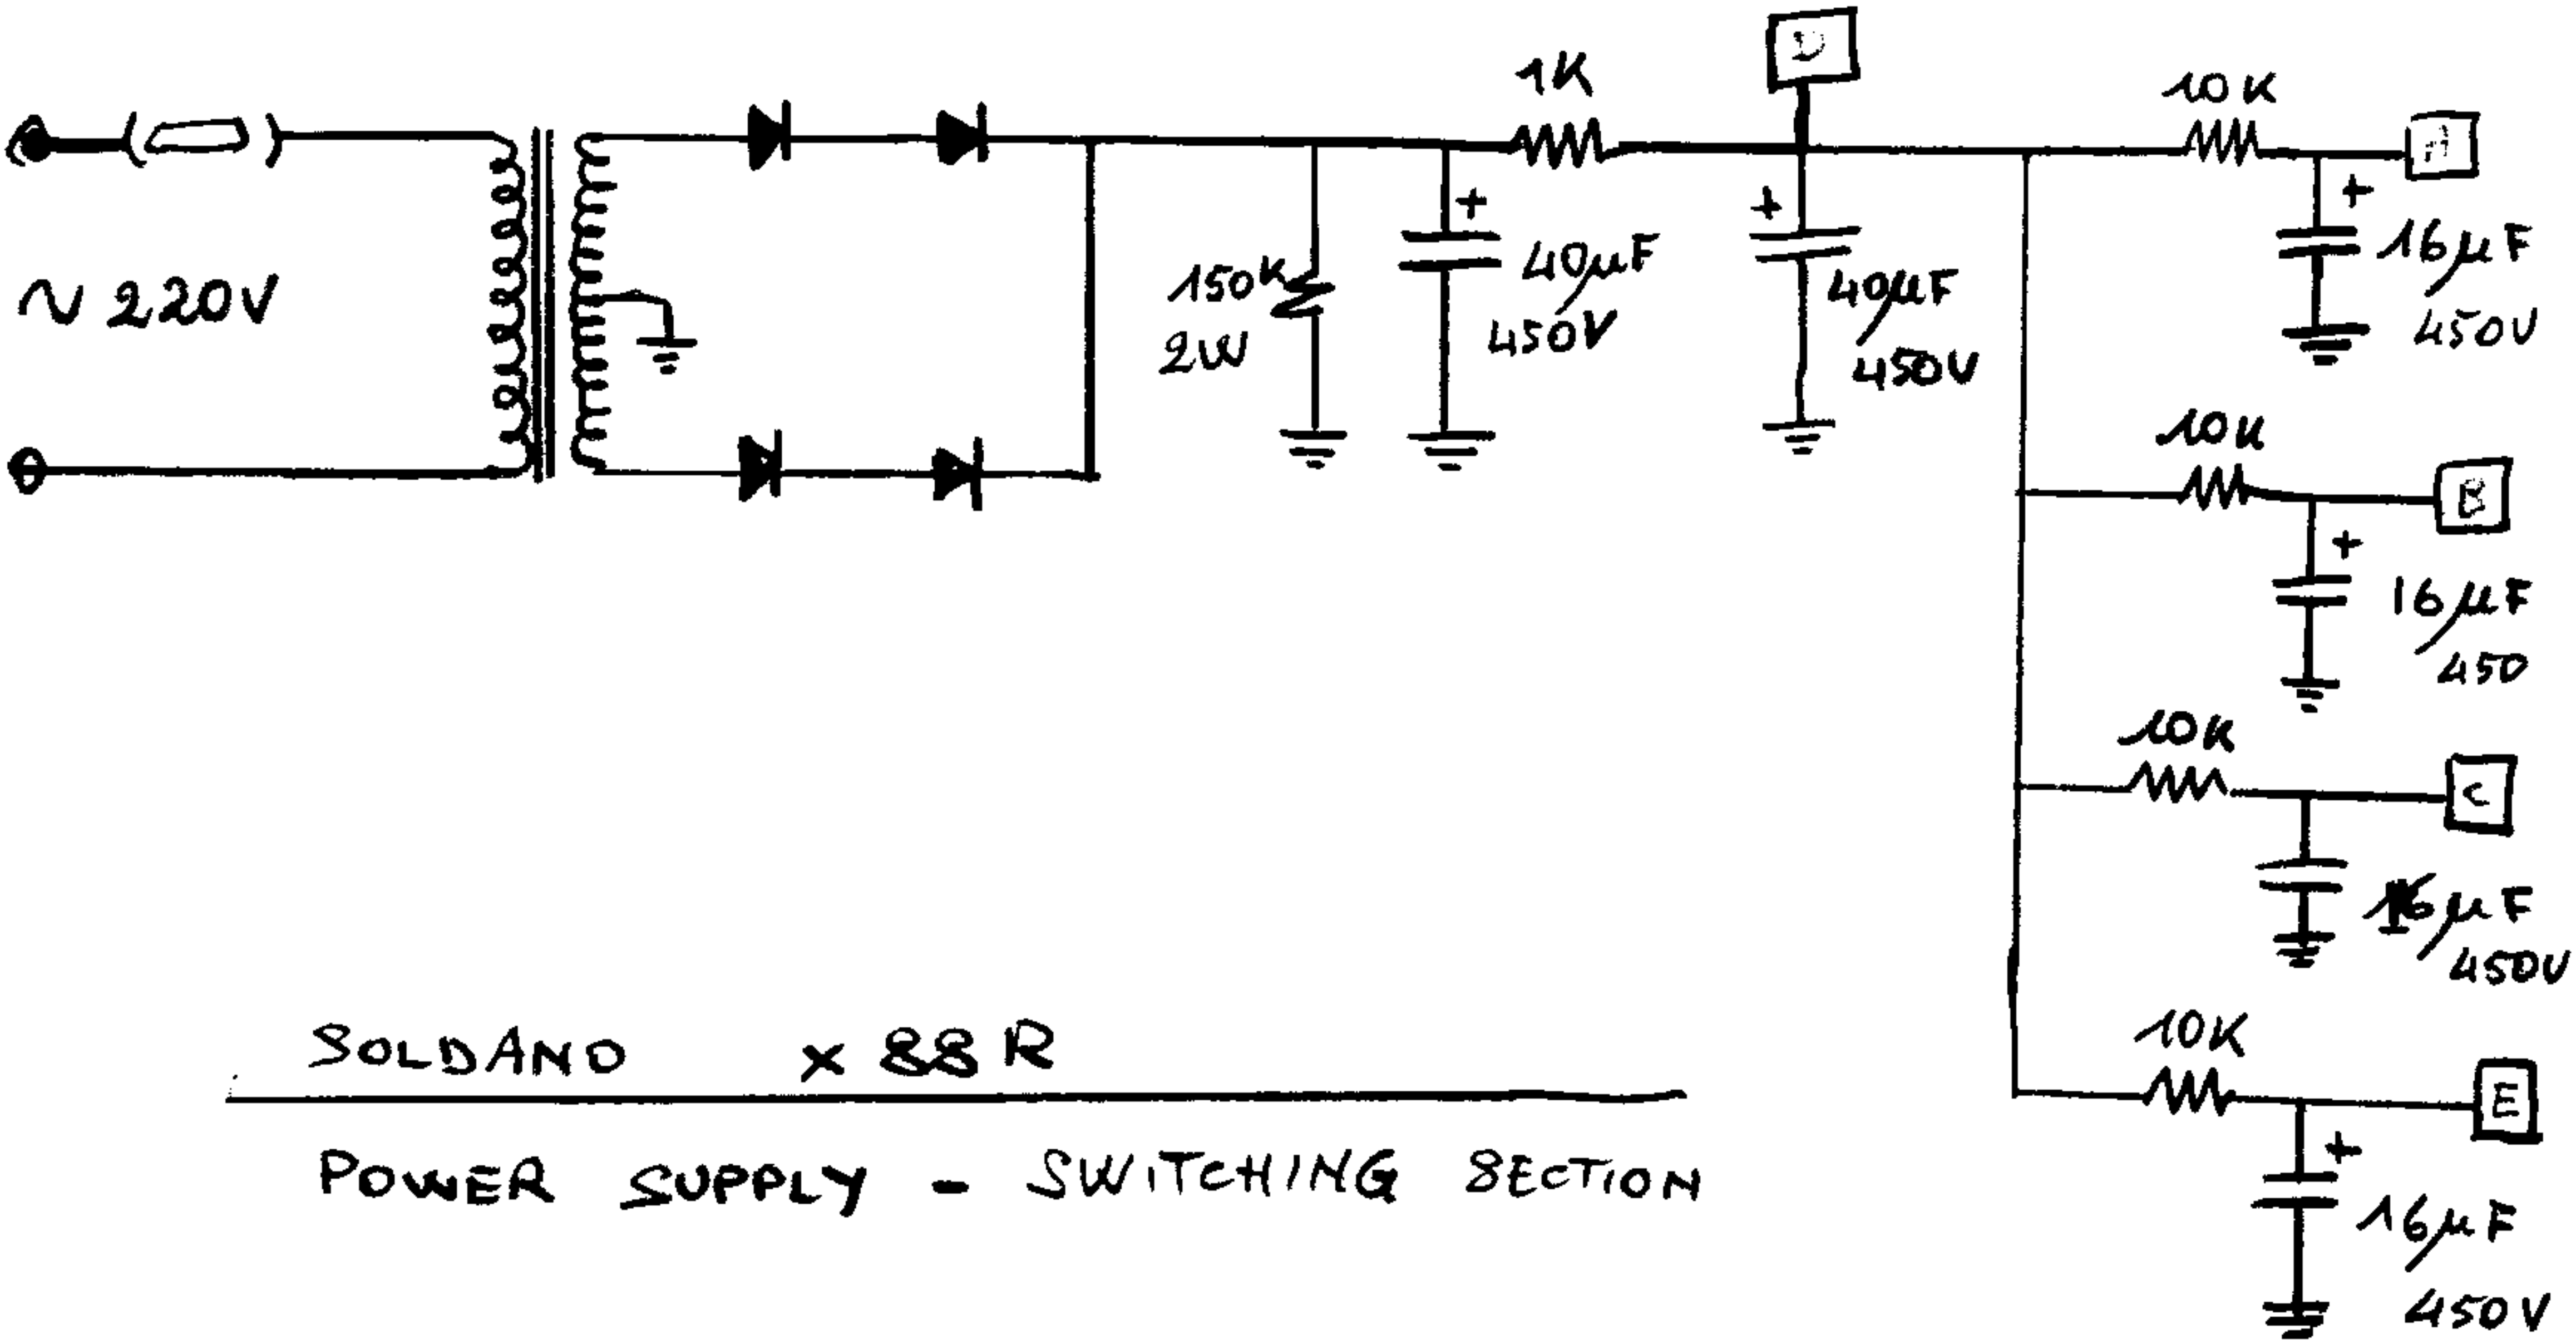 D
1K
10K
A
+
+
+
16µF
450V
~ 220V
150K
2W
40µF
450V
40µF
450V
10K
B
+
16µF
450
10K
C
16µF
450V
10K
E
+
16µF
450V
SOLDANO x 88 R
POWER SUPPLY - SWITCHING SECTION